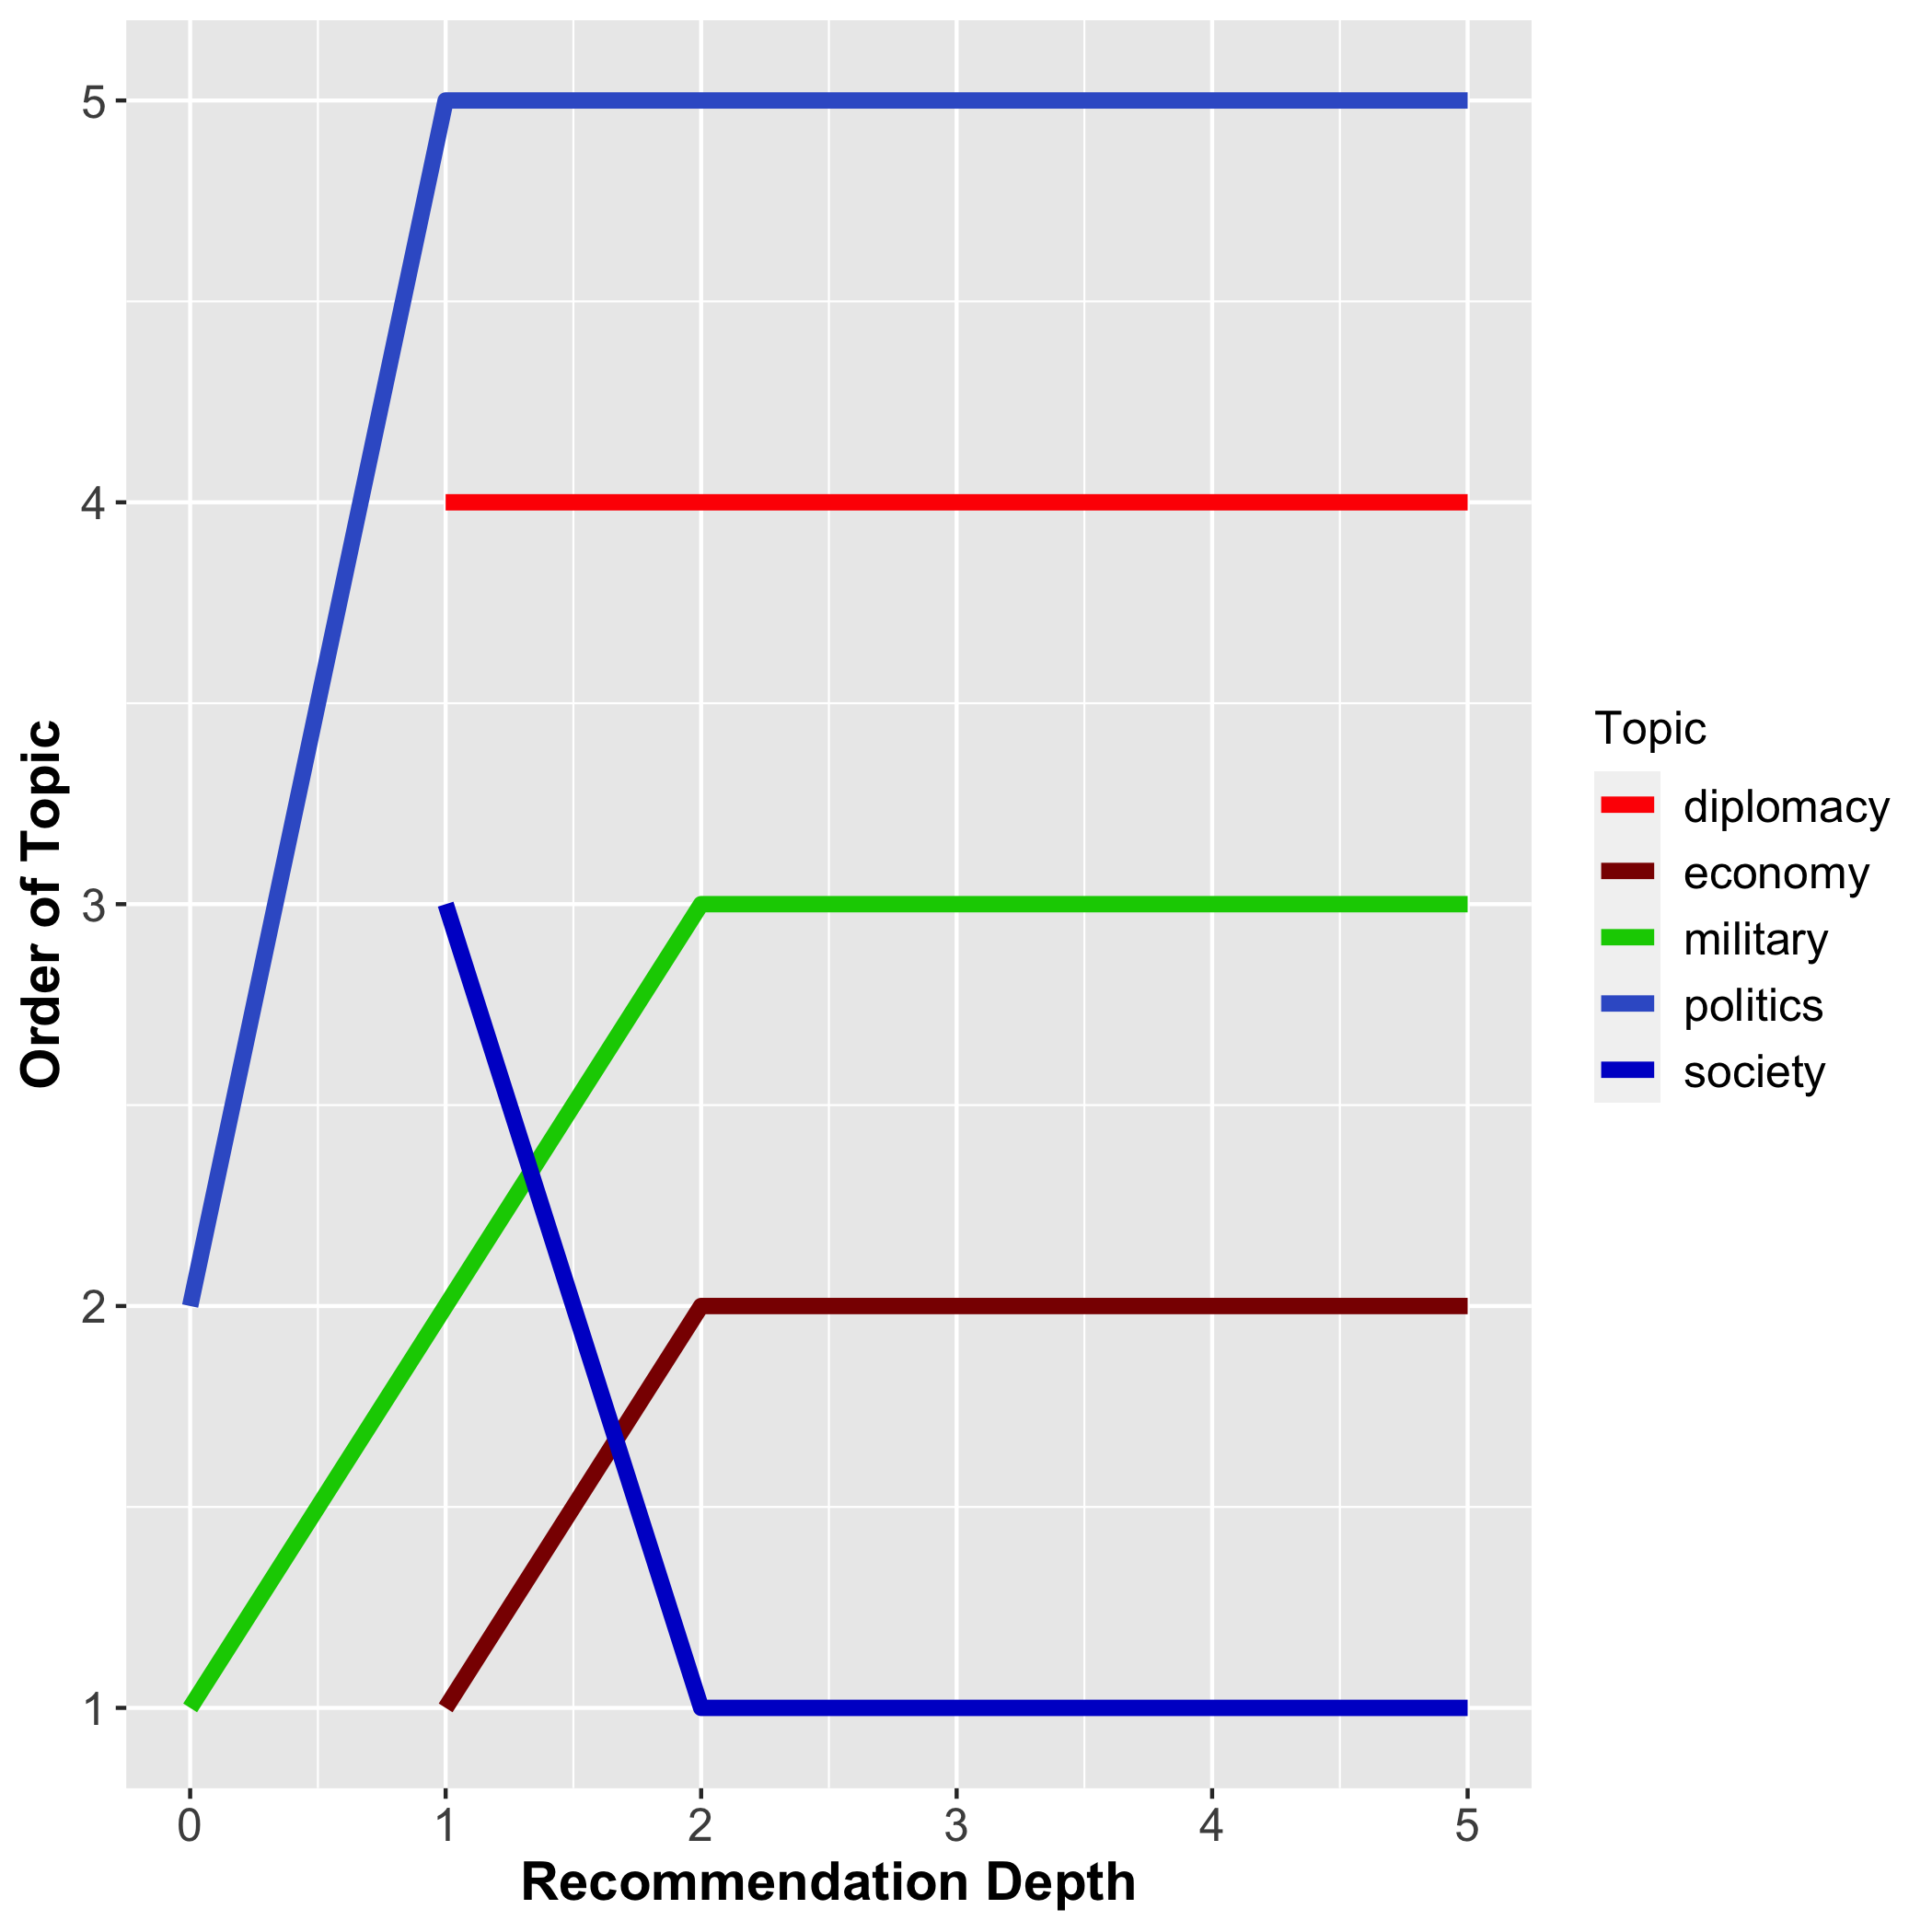 Order of Topic
5
4
3
2
1
0 1 2 3 4 5
Recommendation Depth
Topic
diplomacy
economy
military
politics
society